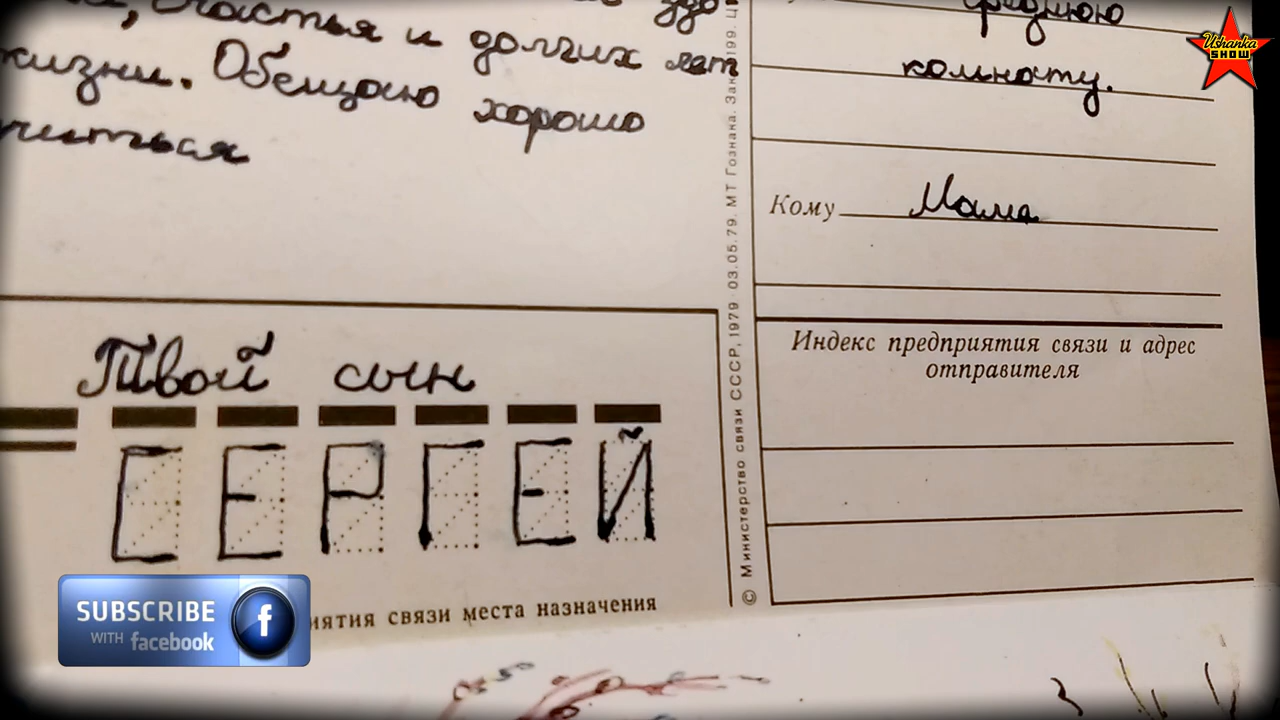 счастья и долгих лет
жизни. Обещаю хорошо
учиться
Твой сын
СЕРГЕЙ
связи места назначения
© Министерство связи СССР, 1979 03.05.79. МТ Гознака. Зак. 199.
среднюю
комнату.
Кому Мама
Индекс предприятия связи и адрес
отправителя
Ushanka
SHOW
SUBSCRIBE
WITH facebook
f